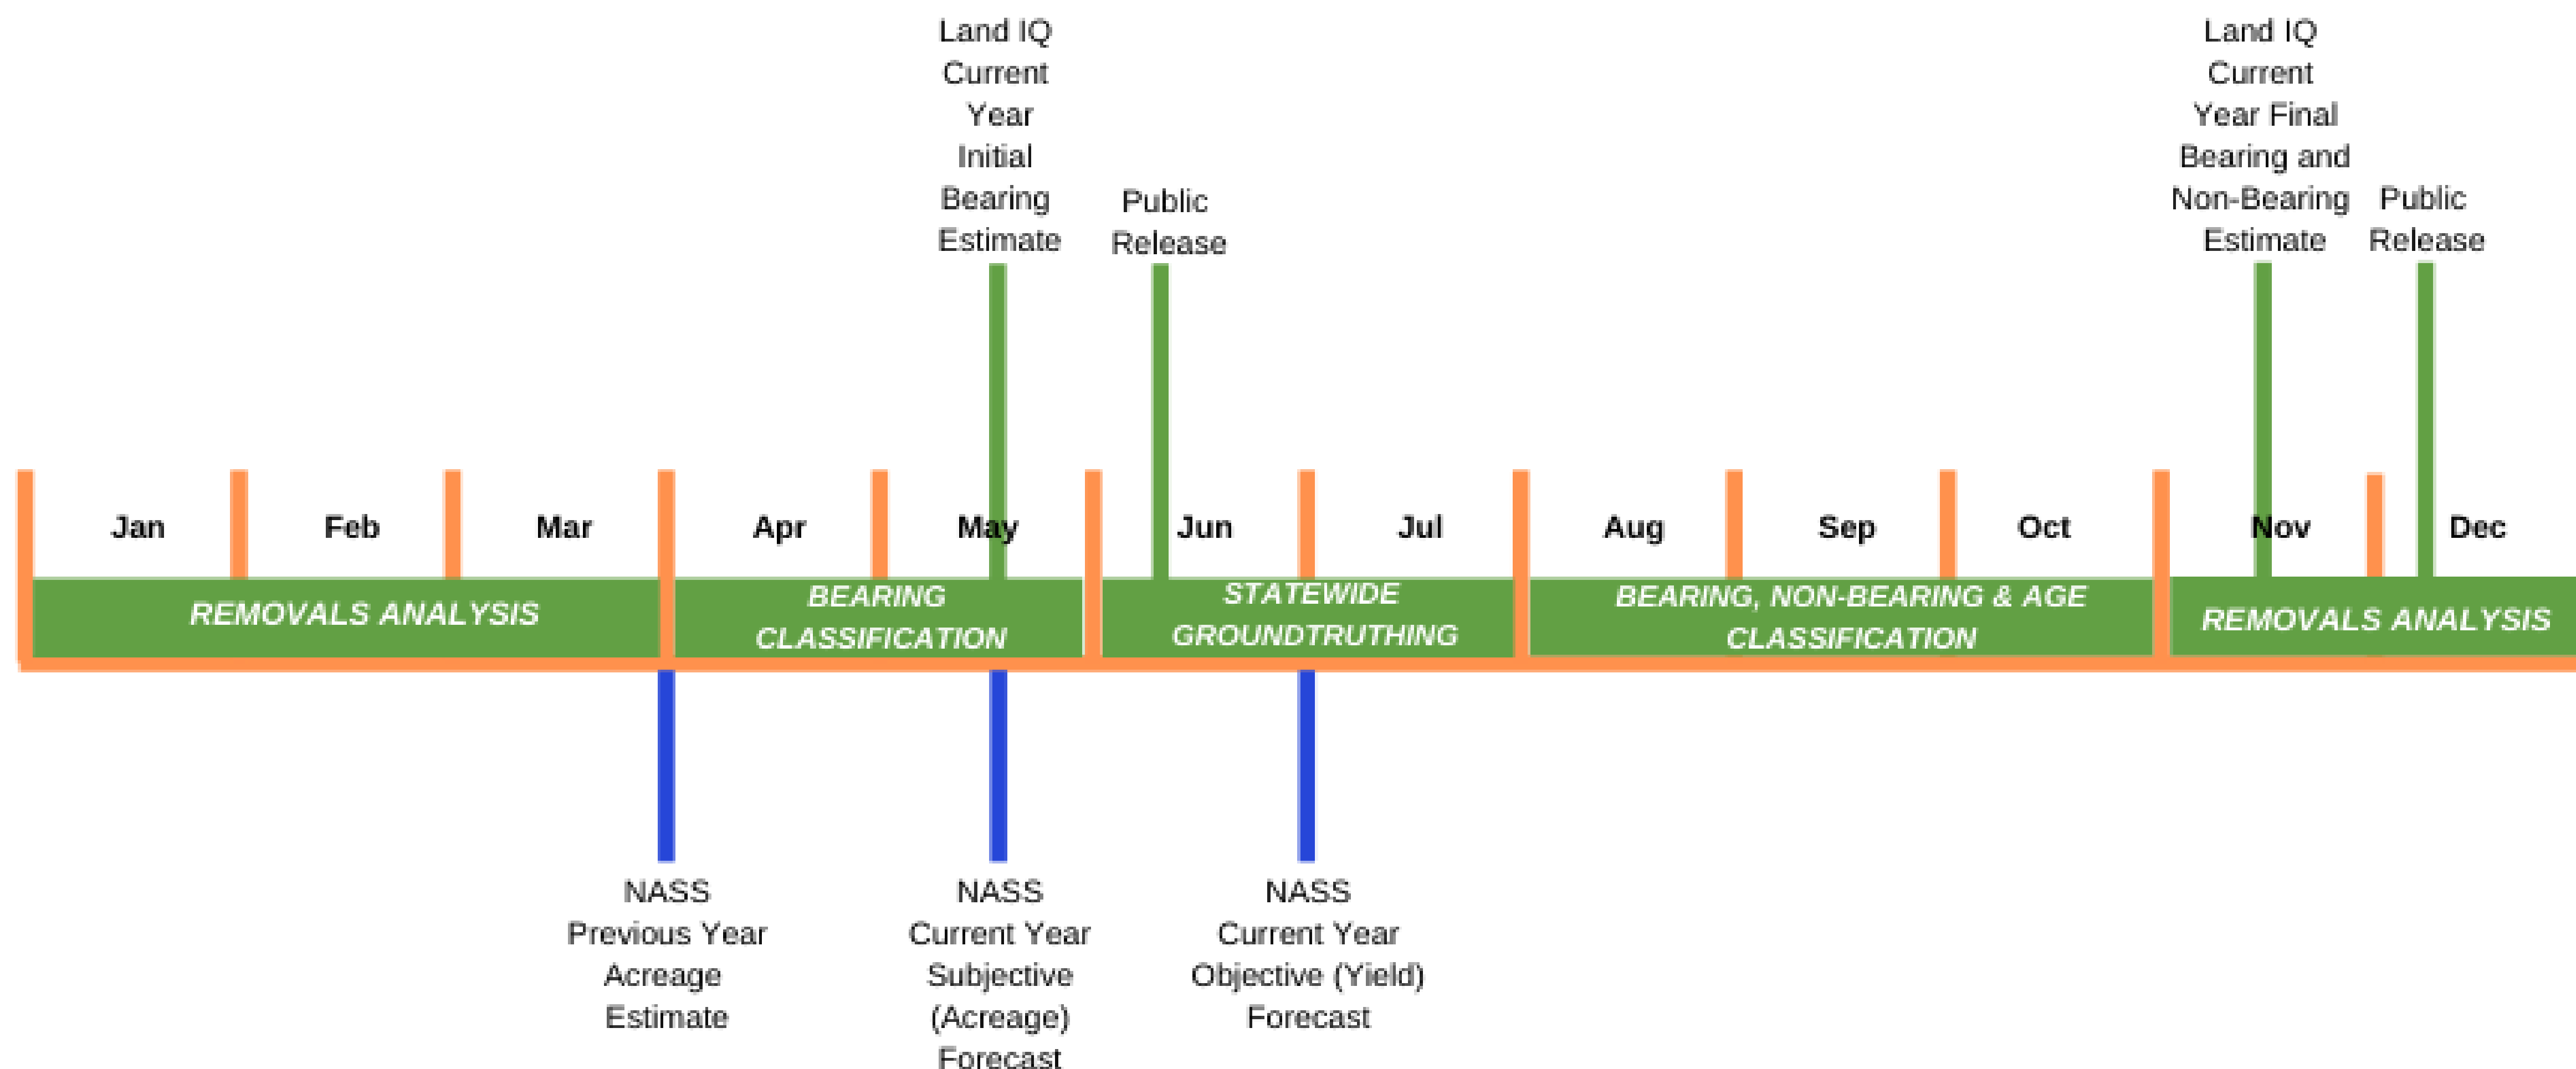 Land IQ
Current
Year
Initial
Bearing
Estimate
Public
Release
Land IQ
Current
Year Final
Bearing and
Non-Bearing
Estimate
Public
Release
Jan
Feb
Mar
Apr
May
Jun
Jul
Aug
Sep
Oct
Nov
Dec
REMOVALS ANALYSIS
BEARING
CLASSIFICATION
STATEWIDE
GROUNDTRUTHING
BEARING, NON-BEARING & AGE
CLASSIFICATION
REMOVALS ANALYSIS
NASS
Previous Year
Acreage
Estimate
NASS
Current Year
Subjective
(Acreage)
Forecast
NASS
Current Year
Objective (Yield)
Forecast